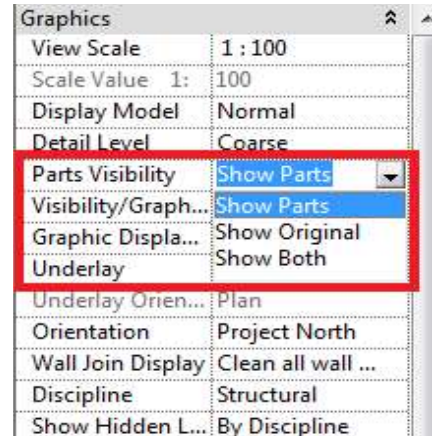 Graphics
View Scale 1 : 100
Scale Value 1: 100
Display Model Normal
Detail Level Coarse
Parts Visibility Show Parts
Visibility/Graph... Show Parts
Graphic Displa... Show Original
Underlay Show Both
Underlay Orien... Plan
Orientation Project North
Wall Join Display Clean all wall ...
Discipline Structural
Show Hidden L... By Discipline